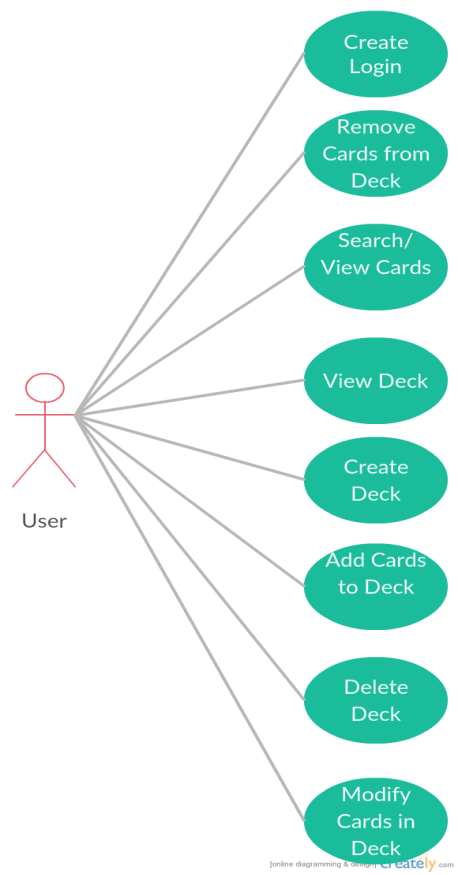 Create
Login
Remove
Cards from
Deck
Search/
View Cards
View Deck
Create
Deck
User
Add Cards
to Deck
Delete
Deck
Modify
Cards in
Deck
[online diagramming & design] creately.com